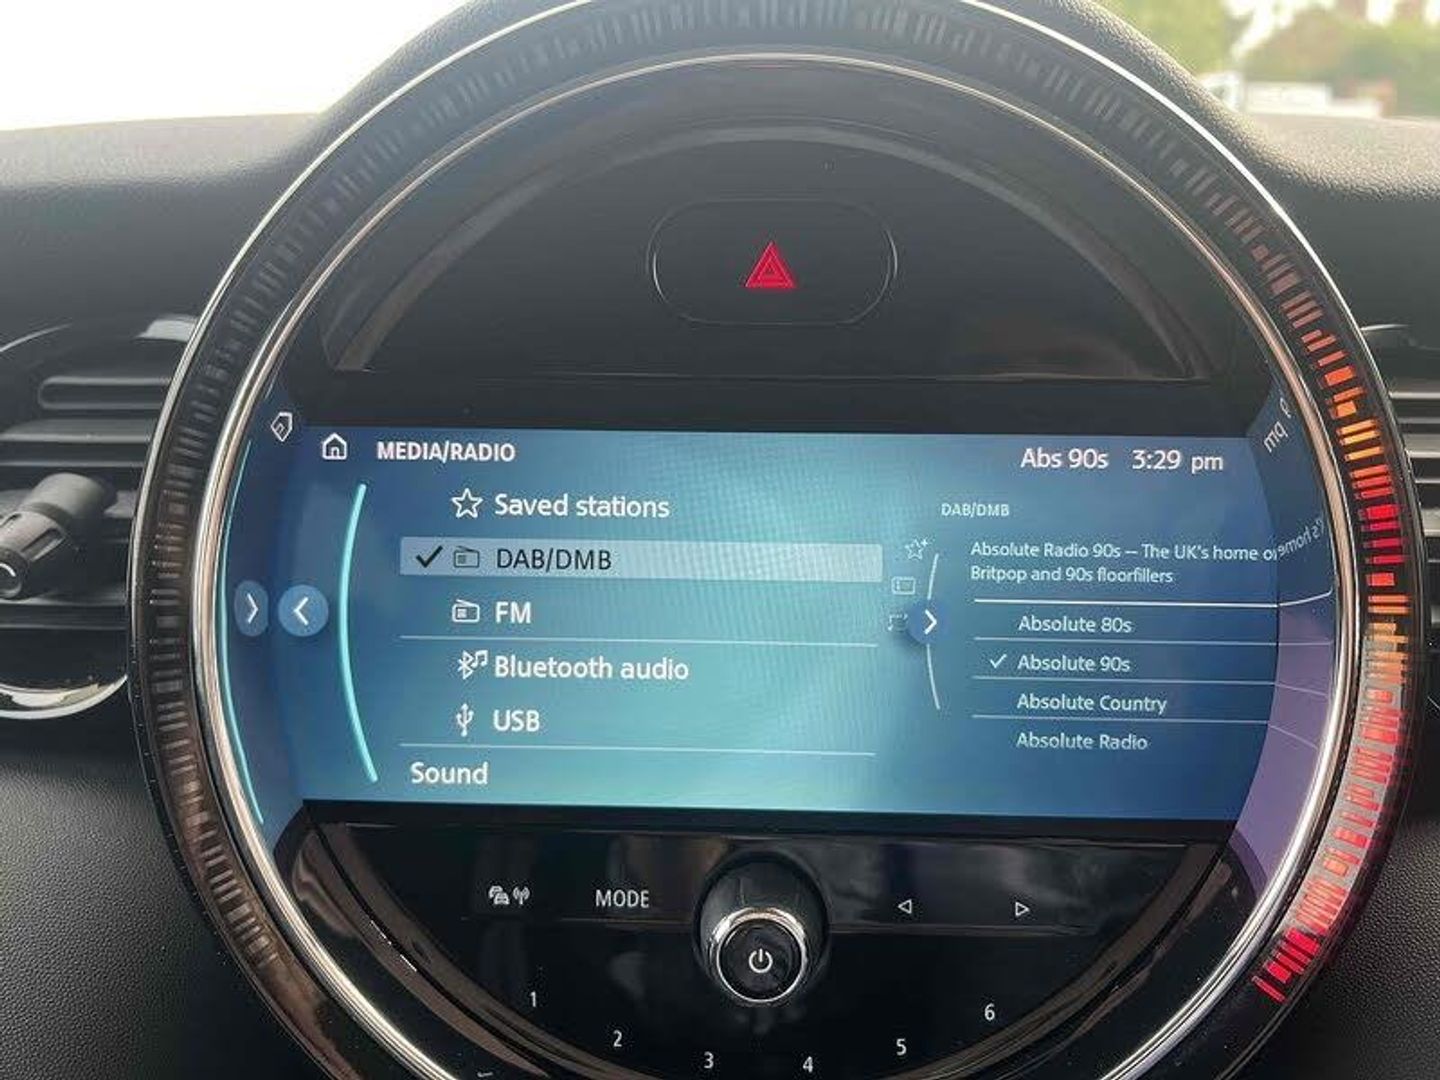 MEDIA/RADIO
Abs 90s 3:29 pm
Saved stations
DAB/DMB
FM
Bluetooth audio
USB
Sound
DAB/DMB
Absolute Radio 90s – The UK's home o
Britpop and 90s floorfillers
Absolute 80s
Absolute 90s
Absolute Country
Absolute Radio
MODE
1
2
3
4
5
6